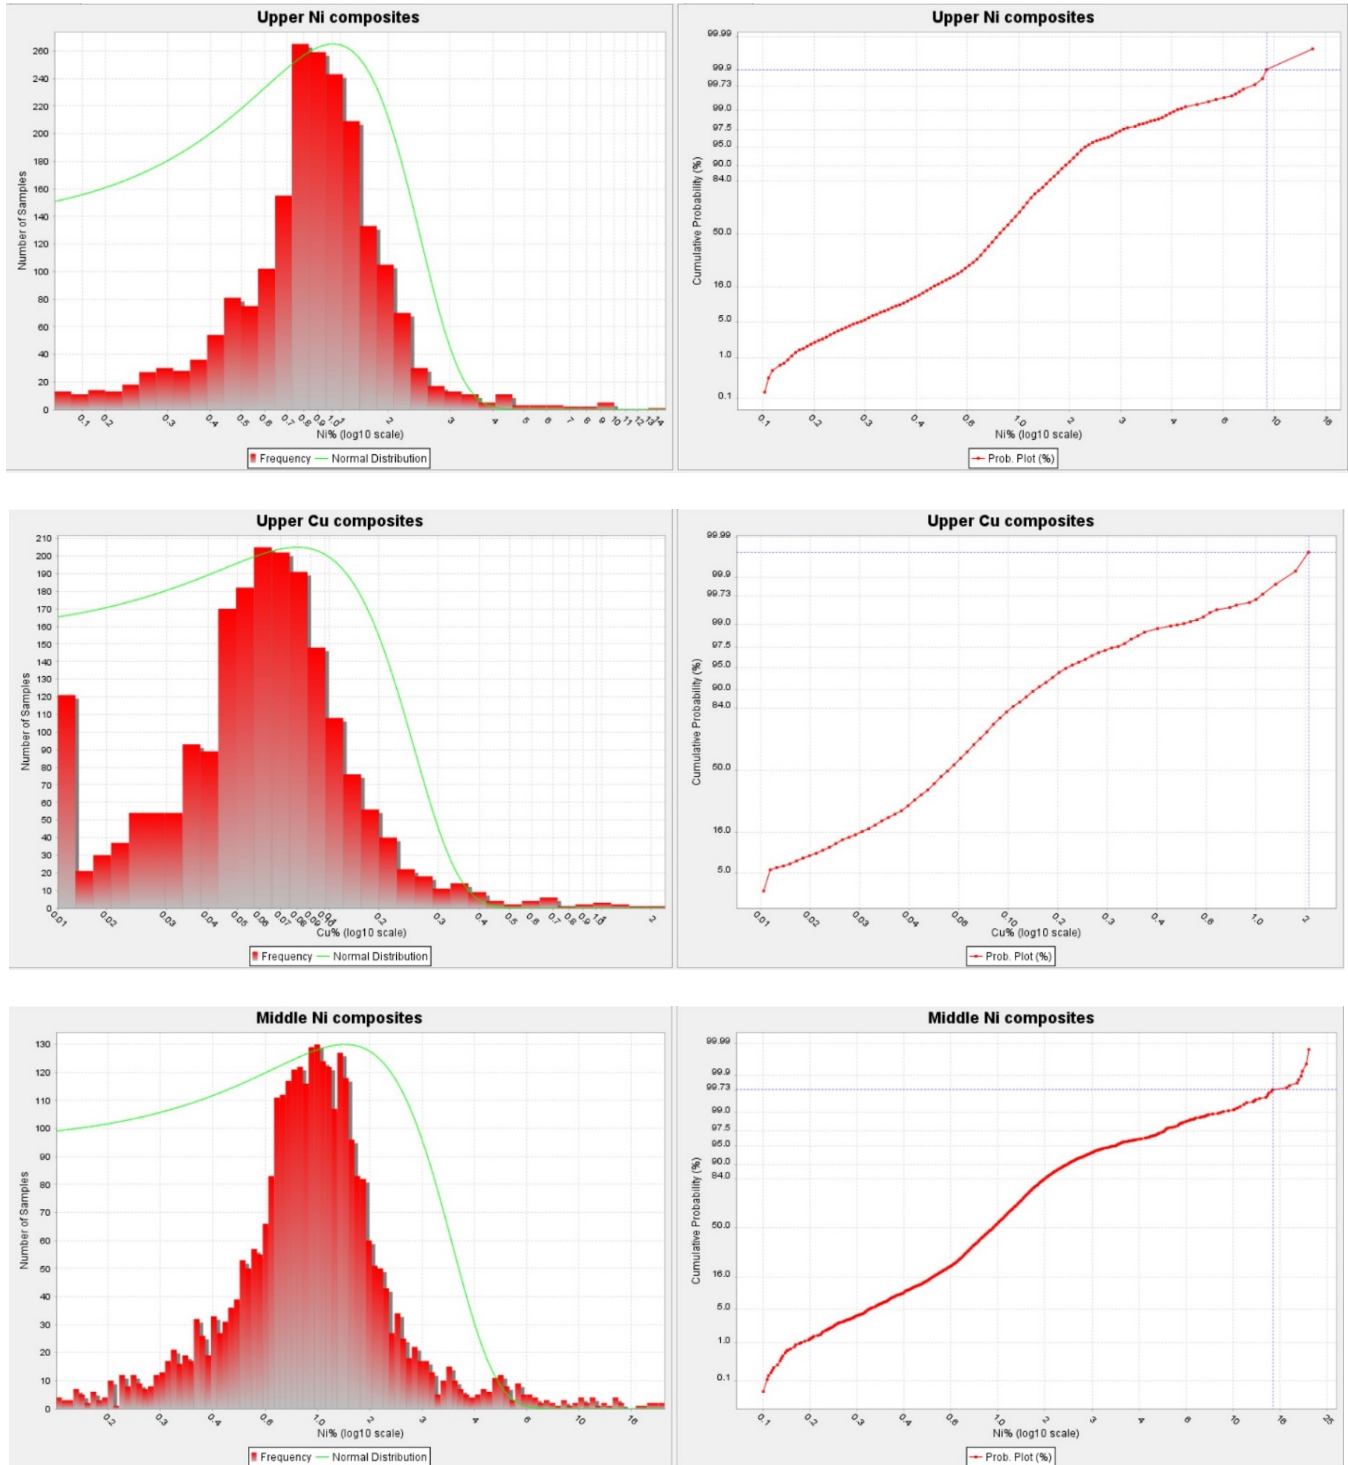 Upper Ni composites
Number of Samples
260
240
220
200
180
160
140
120
100
80
60
40
20
0
0.1 0.2 0.3 0.4 0.5 0.6 0.7 0.8 0.9 1.0 2 3 4 5 6 7 8 9 10 11 12 13 14
Ni% (log10 scale)
Frequency Normal Distribution
Upper Ni composites
Cumulative Probability (%)
99.99
99.9
99.73
99.0
97.5
95.0
90.0
84.0
50.0
16.0
5.0
1.0
0.1
0.1 0.2 0.3 0.4 0.6 1.0 2 3 4 6 10 16
Ni% (log10 scale)
Prob. Plot (%)
Upper Cu composites
Number of Samples
210
200
190
180
170
160
150
140
130
120
110
100
90
80
70
60
50
40
30
20
10
0
0.01 0.02 0.03 0.04 0.05 0.06 0.07 0.08 0.09 0.2 0.3 0.4 0.5 0.6 0.7 0.8 0.9 2
Cu% (log10 scale)
Frequency Normal Distribution
Upper Cu composites
Cumulative Probability (%)
99.99
99.9
99.73
99.0
97.5
95.0
90.0
84.0
50.0
16.0
5.0
0.01 0.02 0.03 0.04 0.06 0.10 0.2 0.3 0.4 0.6 1.0 2
Cu% (log10 scale)
Prob. Plot (%)
Middle Ni composites
Number of Samples
130
120
110
100
90
80
70
60
50
40
30
20
10
0
0.2 0.3 0.4 0.6 1.0 2 3 4 6 10 16
Ni% (log10 scale)
Frequency Normal Distribution
Middle Ni composites
Cumulative Probability (%)
99.99
99.9
99.73
99.0
97.5
95.0
90.0
84.0
50.0
16.0
5.0
1.0
0.1
0.1 0.2 0.3 0.4 0.6 1.0 2 3 4 6 10 16 25
Ni% (log10 scale)
Prob. Plot (%)